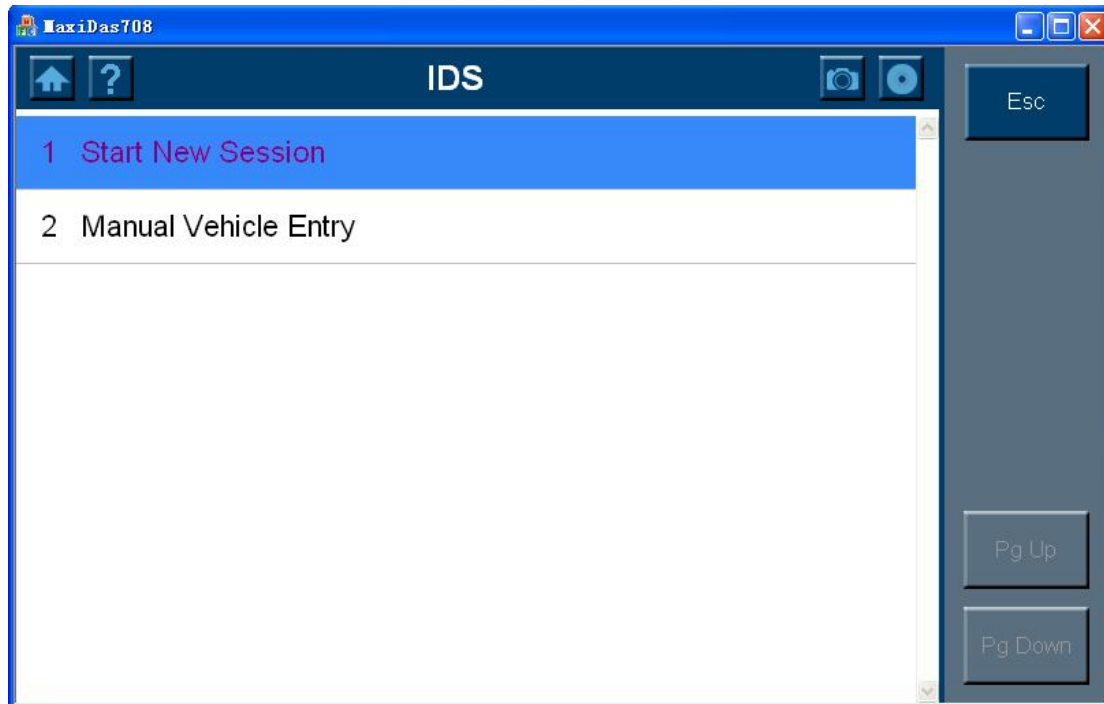 MaxiDas708
IDS
Esc
1 Start New Session
2 Manual Vehicle Entry
Pg Up
Pg Down